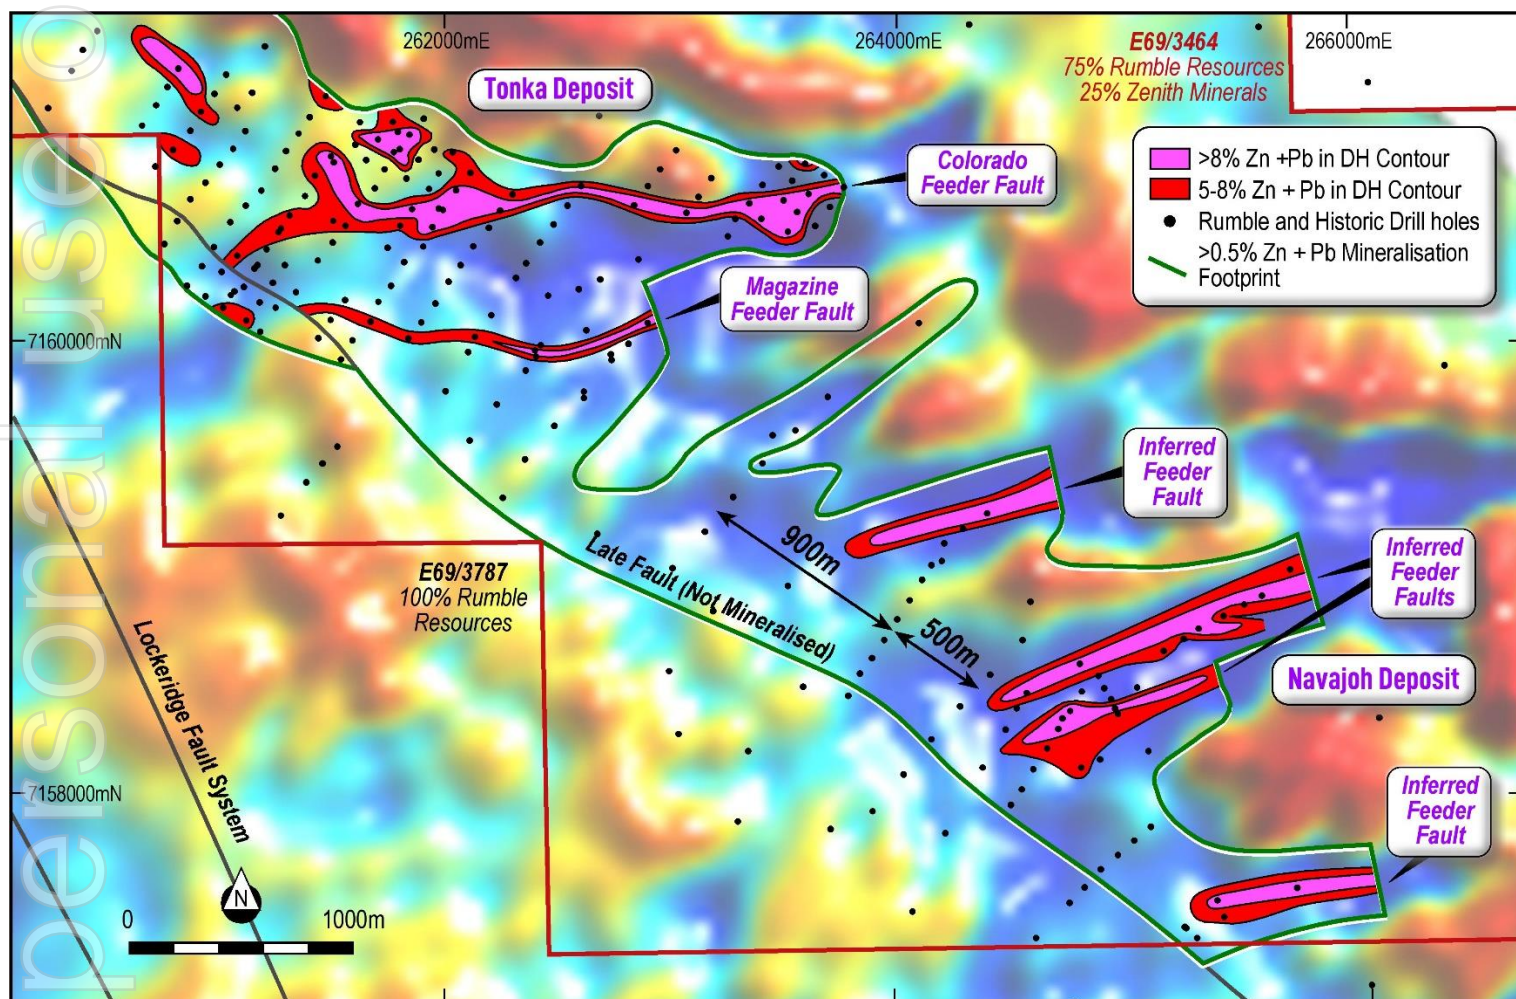 262000mE
264000mE
266000mE
E69/3464
75% Rumble Resources
25% Zenith Minerals
Tonka Deposit
>8% Zn +Pb in DH Contour
5-8% Zn + Pb in DH Contour
Rumble and Historic Drill holes
>0.5% Zn + Pb Mineralisation
Footprint
Colorado
Feeder Fault
Magazine
Feeder Fault
7160000mN
Inferred
Feeder
Fault
900m
Late Fault (Not Mineralised)
Inferred
Feeder
Faults
E69/3787
100% Rumble
Resources
500m
Navajoh Deposit
Lockeridge Fault System
7158000mN
Inferred
Feeder
Fault
N
0 1000m
personal use o